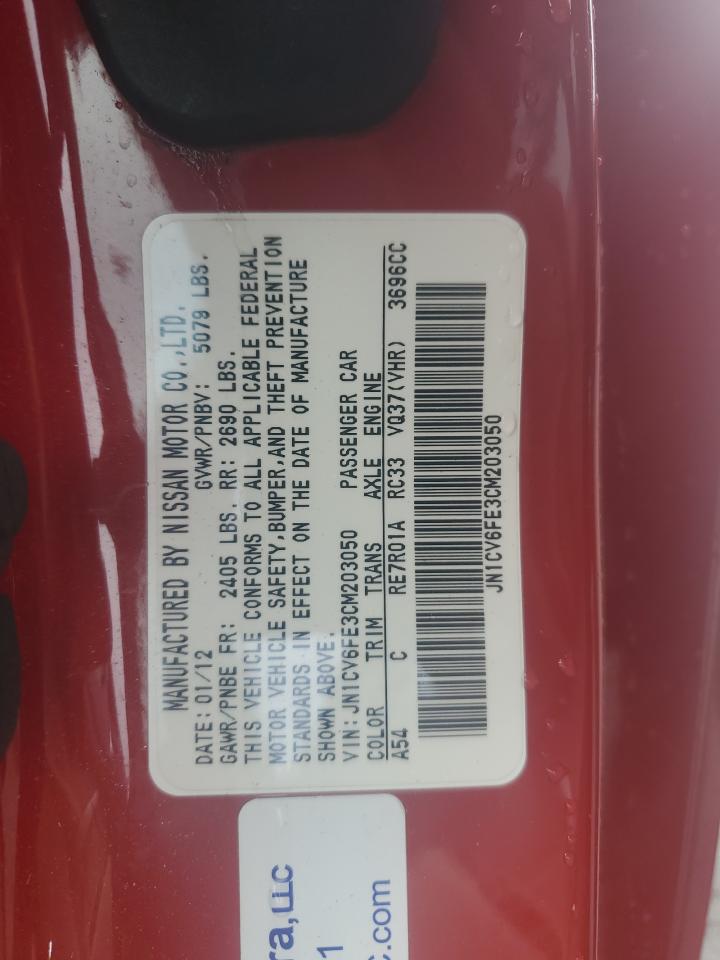 MANUFACTURED BY NISSAN MOTOR CO.,LTD.
DATE: 01/12 GVWR/PNBV: 5079 LBS.
GAWR/PNBE FR: 2405 LBS. RR: 2690 LBS.
THIS VEHICLE CONFORMS TO ALL APPLICABLE FEDERAL
MOTOR VEHICLE SAFETY,BUMPER,AND THEFT PREVENTION
STANDARDS IN EFFECT ON THE DATE OF MANUFACTURE
SHOWN ABOVE.
VIN:JN1CV6FE3CM203050 PASSENGER CAR
COLOR TRIM TRANS AXLE ENGINE
A54 C RE7R01A RC33 VQ37(VHR) 3696CC
JN1CV6FE3CM203050
ra, LLC
1
c.com